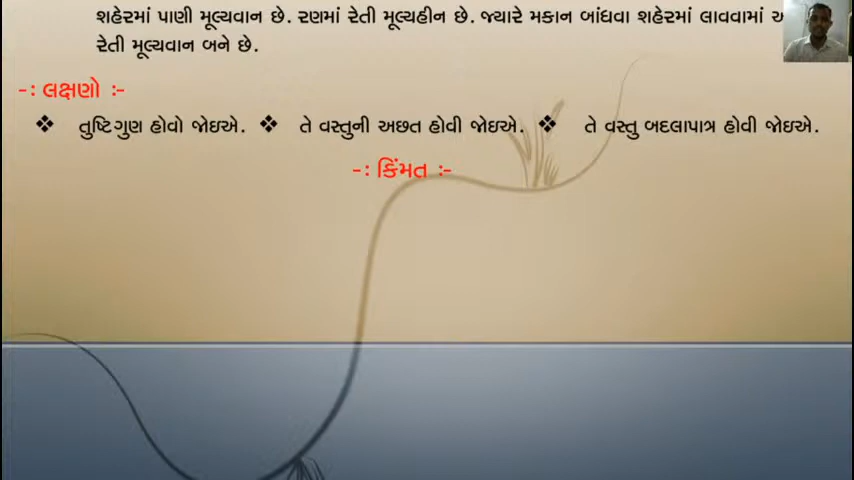 શહેરમાં પાણી મૂલ્યવાન છે. રણમાં રેતી મૂલ્યહીન છે. જ્યારે મકાન બાંધવા શહેરમાં લાવવામાં
રેતી મૂલ્યવાન બને છે.
-: લક્ષણો :-
❖ તુષ્ટિગુણ હોવો જોઇએ. ❖ તે વસ્તુની અછત હોવી જોઇએ. ❖ તે વસ્તુ બદલાપાત્ર હોવી જોઇએ.
-: કિંમત :-